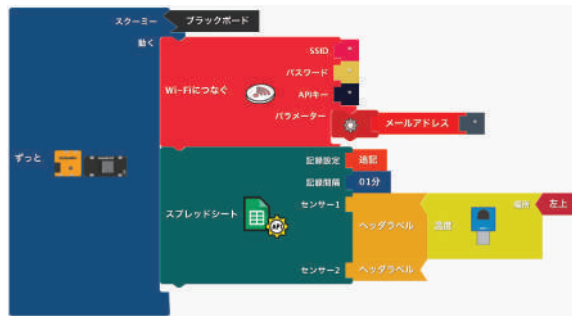 スクーミー ブラックボード
動く
SSID
パスワード
Wi-Fiにつなぐ APIキー
パラメーター メールアドレス
ずっと
記録設定 追記
記録間隔 01分
センサー1 ヘッダラベル 温度 場所 左上
スプレッドシート
API
センサー2 ヘッダラベル